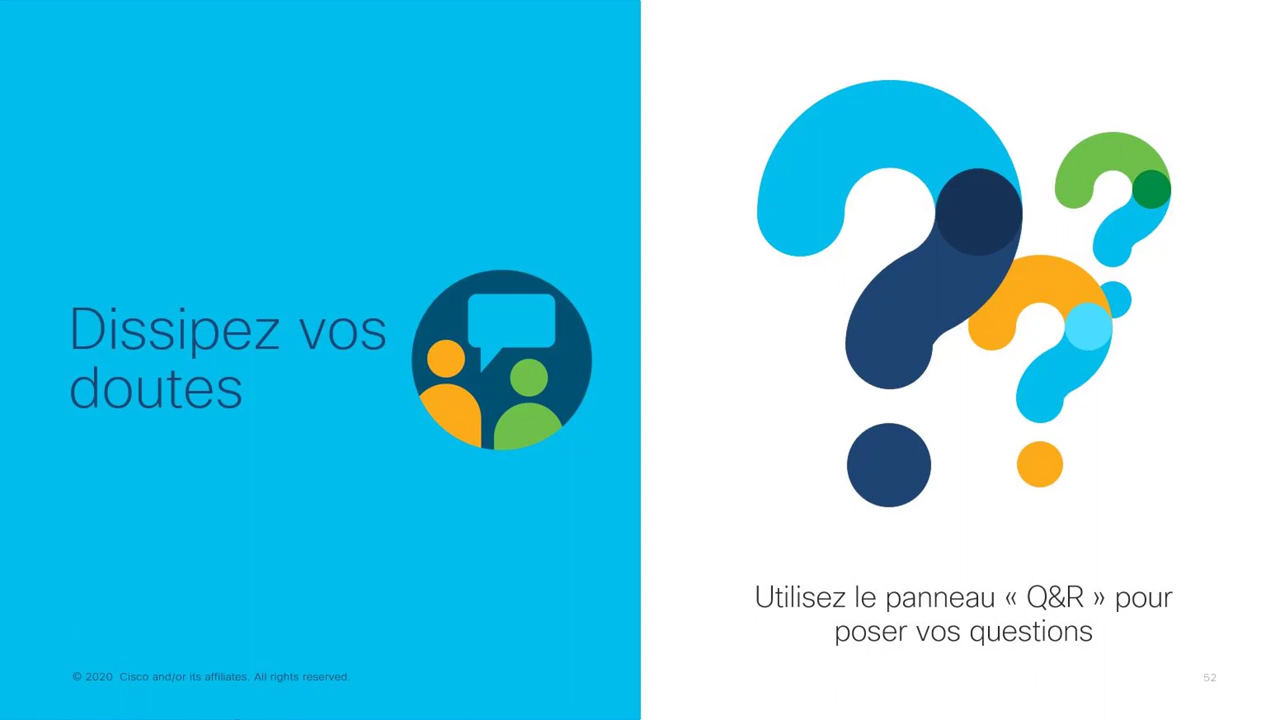 Dissipez vos
doutes
Utilisez le panneau « Q&R » pour
poser vos questions
© 2020 Cisco and/or its affiliates. All rights reserved.
52